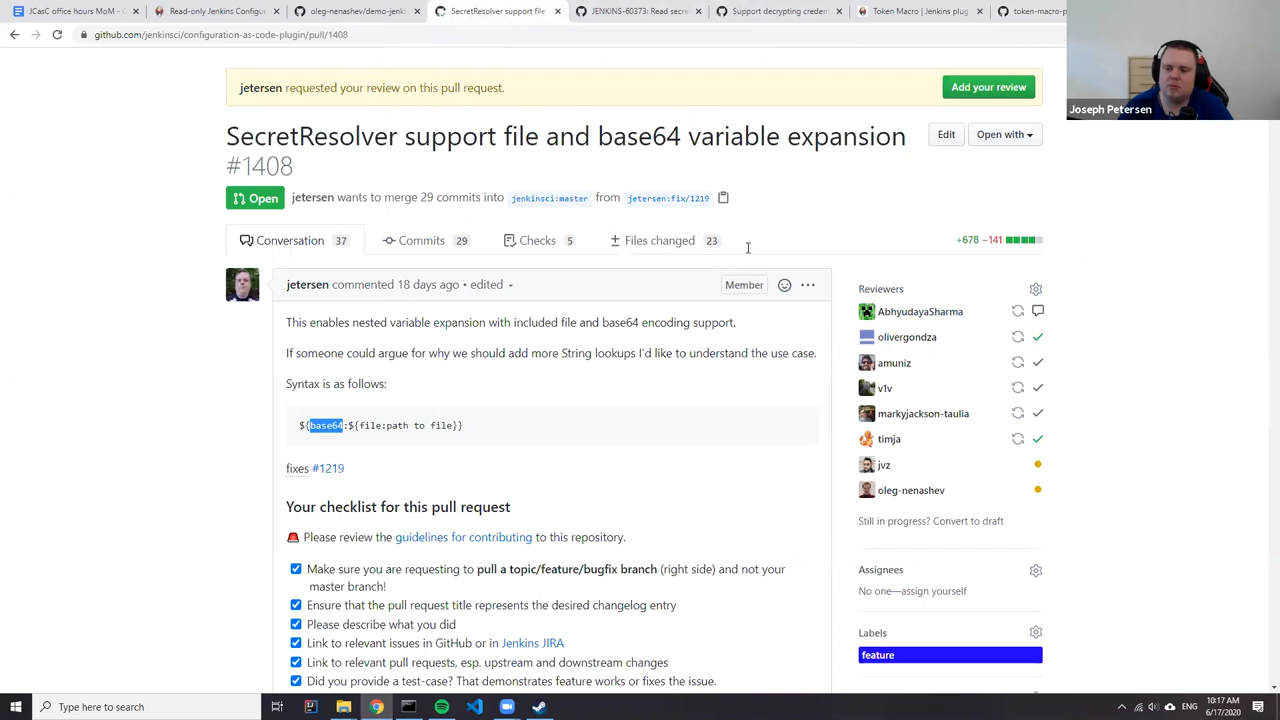 JCasC office hours MoM - G
Read-only Jenkins Configur
oleg-nenashev/demo-jenki
SecretResolver support file
JENKINS-60373: Read secre
Support decrypting creden
Token Macro | Jenkins plug
token-macro-p
github.com/jenkinsci/configuration-as-code-plugin/pull/1408
Joseph Petersen
jetersen requested your review on this pull request.
Add your review
SecretResolver support file and base64 variable expansion
#1408
Edit
Open with
Open
jetersen wants to merge 29 commits into jenkinsci:master from jetersen:fix/1219
Conversation 37
Commits 29
Checks 5
Files changed 23
+678 −141
jetersen commented 18 days ago • edited
Member
This enables nested variable expansion with included file and base64 encoding support.
If someone could argue for why we should add more String lookups I'd like to understand the use case.
Syntax is as follows:
${base64:${file:path to file}}
fixes #1219
Your checklist for this pull request
Please review the guidelines for contributing to this repository.
Make sure you are requesting to pull a topic/feature/bugfix branch (right side) and not your
master branch!
Ensure that the pull request title represents the desired changelog entry
Please describe what you did
Link to relevant issues in GitHub or in Jenkins JIRA
Link to relevant pull requests, esp. upstream and downstream changes
Did you provide a test-case? That demonstrates feature works or fixes the issue.
Reviewers
AbhyudayaSharma
olivergondza
amuniz
v1v
markyjackson-taulia
timja
jvz
oleg-nenashev
Still in progress? Convert to draft
Assignees
No one—assign yourself
Labels
feature
Type here to search
ENG
10:17 AM
6/17/2020